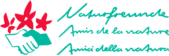 Naturfreunde
Amis de la nature
Amici della natura